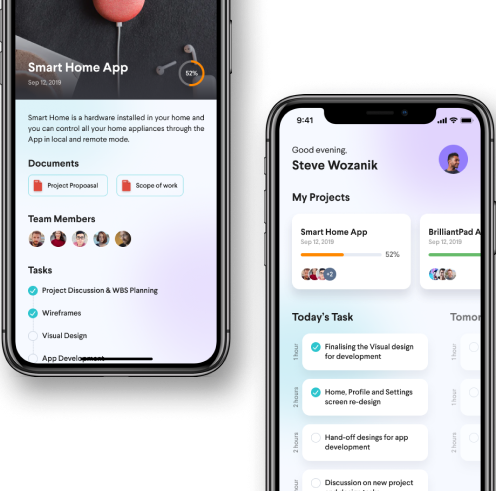 Smart Home App
Sep 12, 2019
52%
Smart Home is a hardware installed in your home and
you can control all your home appliances through the
App in local and remote mode.
Documents
Project Propoasal
Scope of work
Team Members
Tasks
Project Discussion & WBS Planning
Wireframes
Visual Design
App Development
9:41
Good evening,
Steve Wozanik
My Projects
Smart Home App
Sep 12, 2019
52%
+2
BrilliantPad A
Sep 12, 2019
Today's Task
Tomor
1 hour
Finalising the Visual design
for development
1 hour
2 hours
Home, Profile and Settings
screen re-design
1 hour
2 hours
Hand-off desings for app
development
2 hours
Discussion on new project